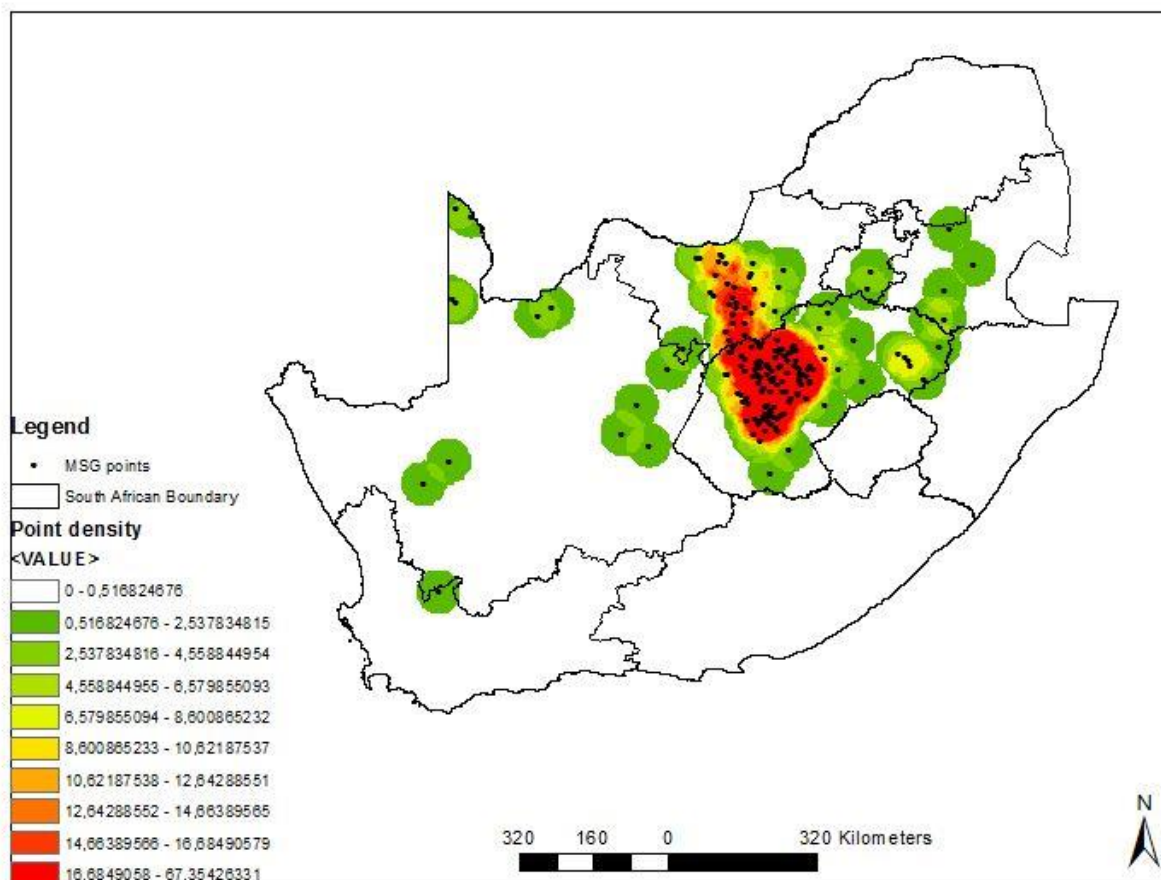 Legend
MSG points
South African Boundary
Point density
<VALUE>
0 - 0,516824676
0,516824676 - 2,537834815
2,537834816 - 4,558844954
4,558844955 - 6,579855093
6,579855094 - 8,600865232
8,600865233 - 10,62187537
10,62187538 - 12,64288551
12,64288552 - 14,66389565
14,66389566 - 16,68490579
16,6849058 - 67,35426331
320 160 0 320 Kilometers
N